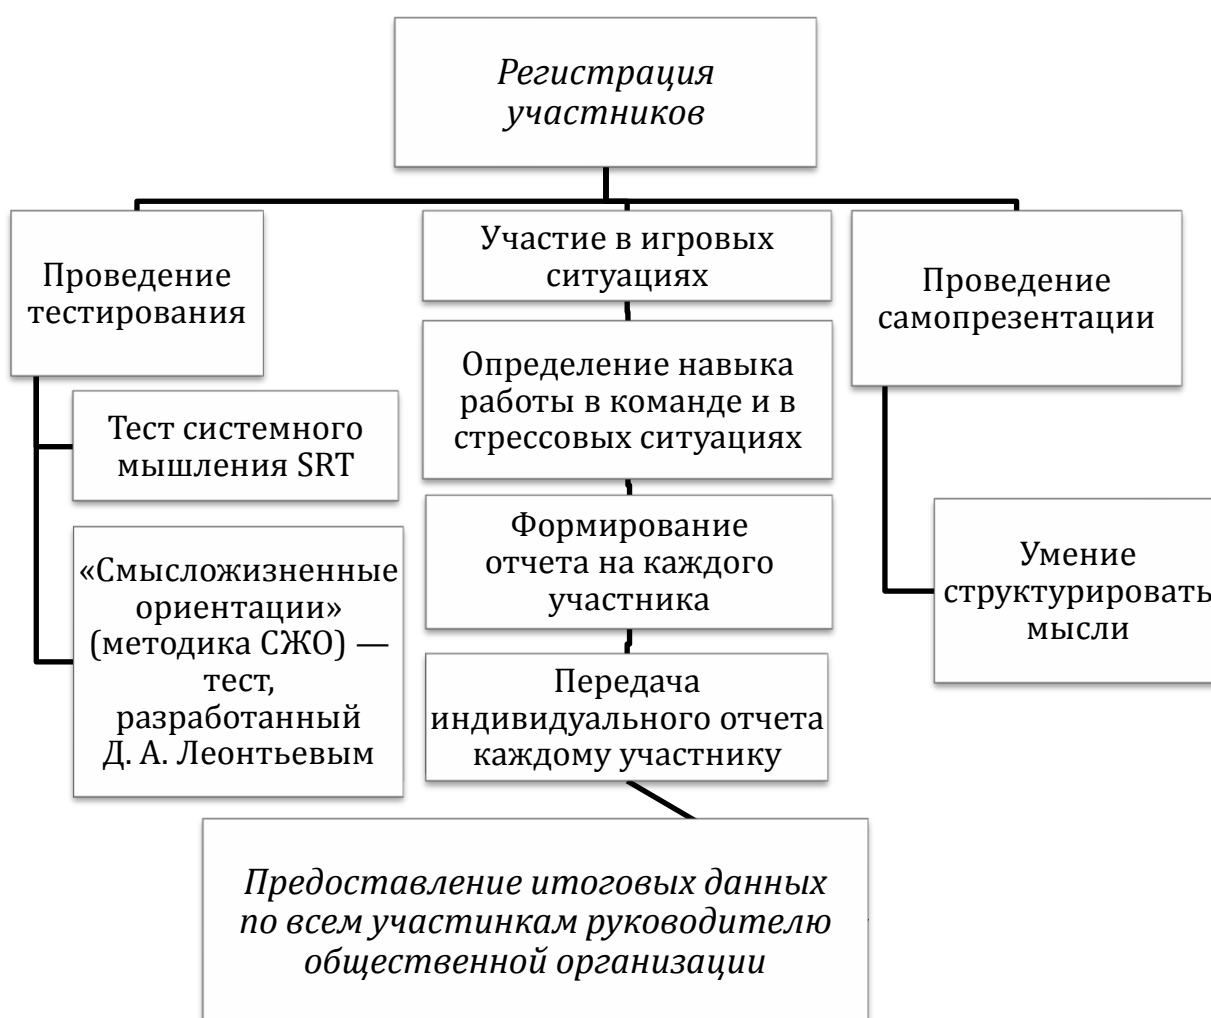 Регистрация
участников
Проведение
тестирования
Тест системного
мышления SRT
«Смысложизненные
ориентации»
(методика СЖО) —
тест,
разработанный
Д. А. Леонтьевым
Участие в игровых
ситуациях
Определение навыка
работы в команде и в
стрессовых ситуациях
Формирование
отчета на каждого
участника
Передача
индивидуального отчета
каждому участнику
Предоставление итоговых данных
по всем участинкам руководителю
общественной организации
Проведение
самопрезентации
Умение
структурировать
мысли